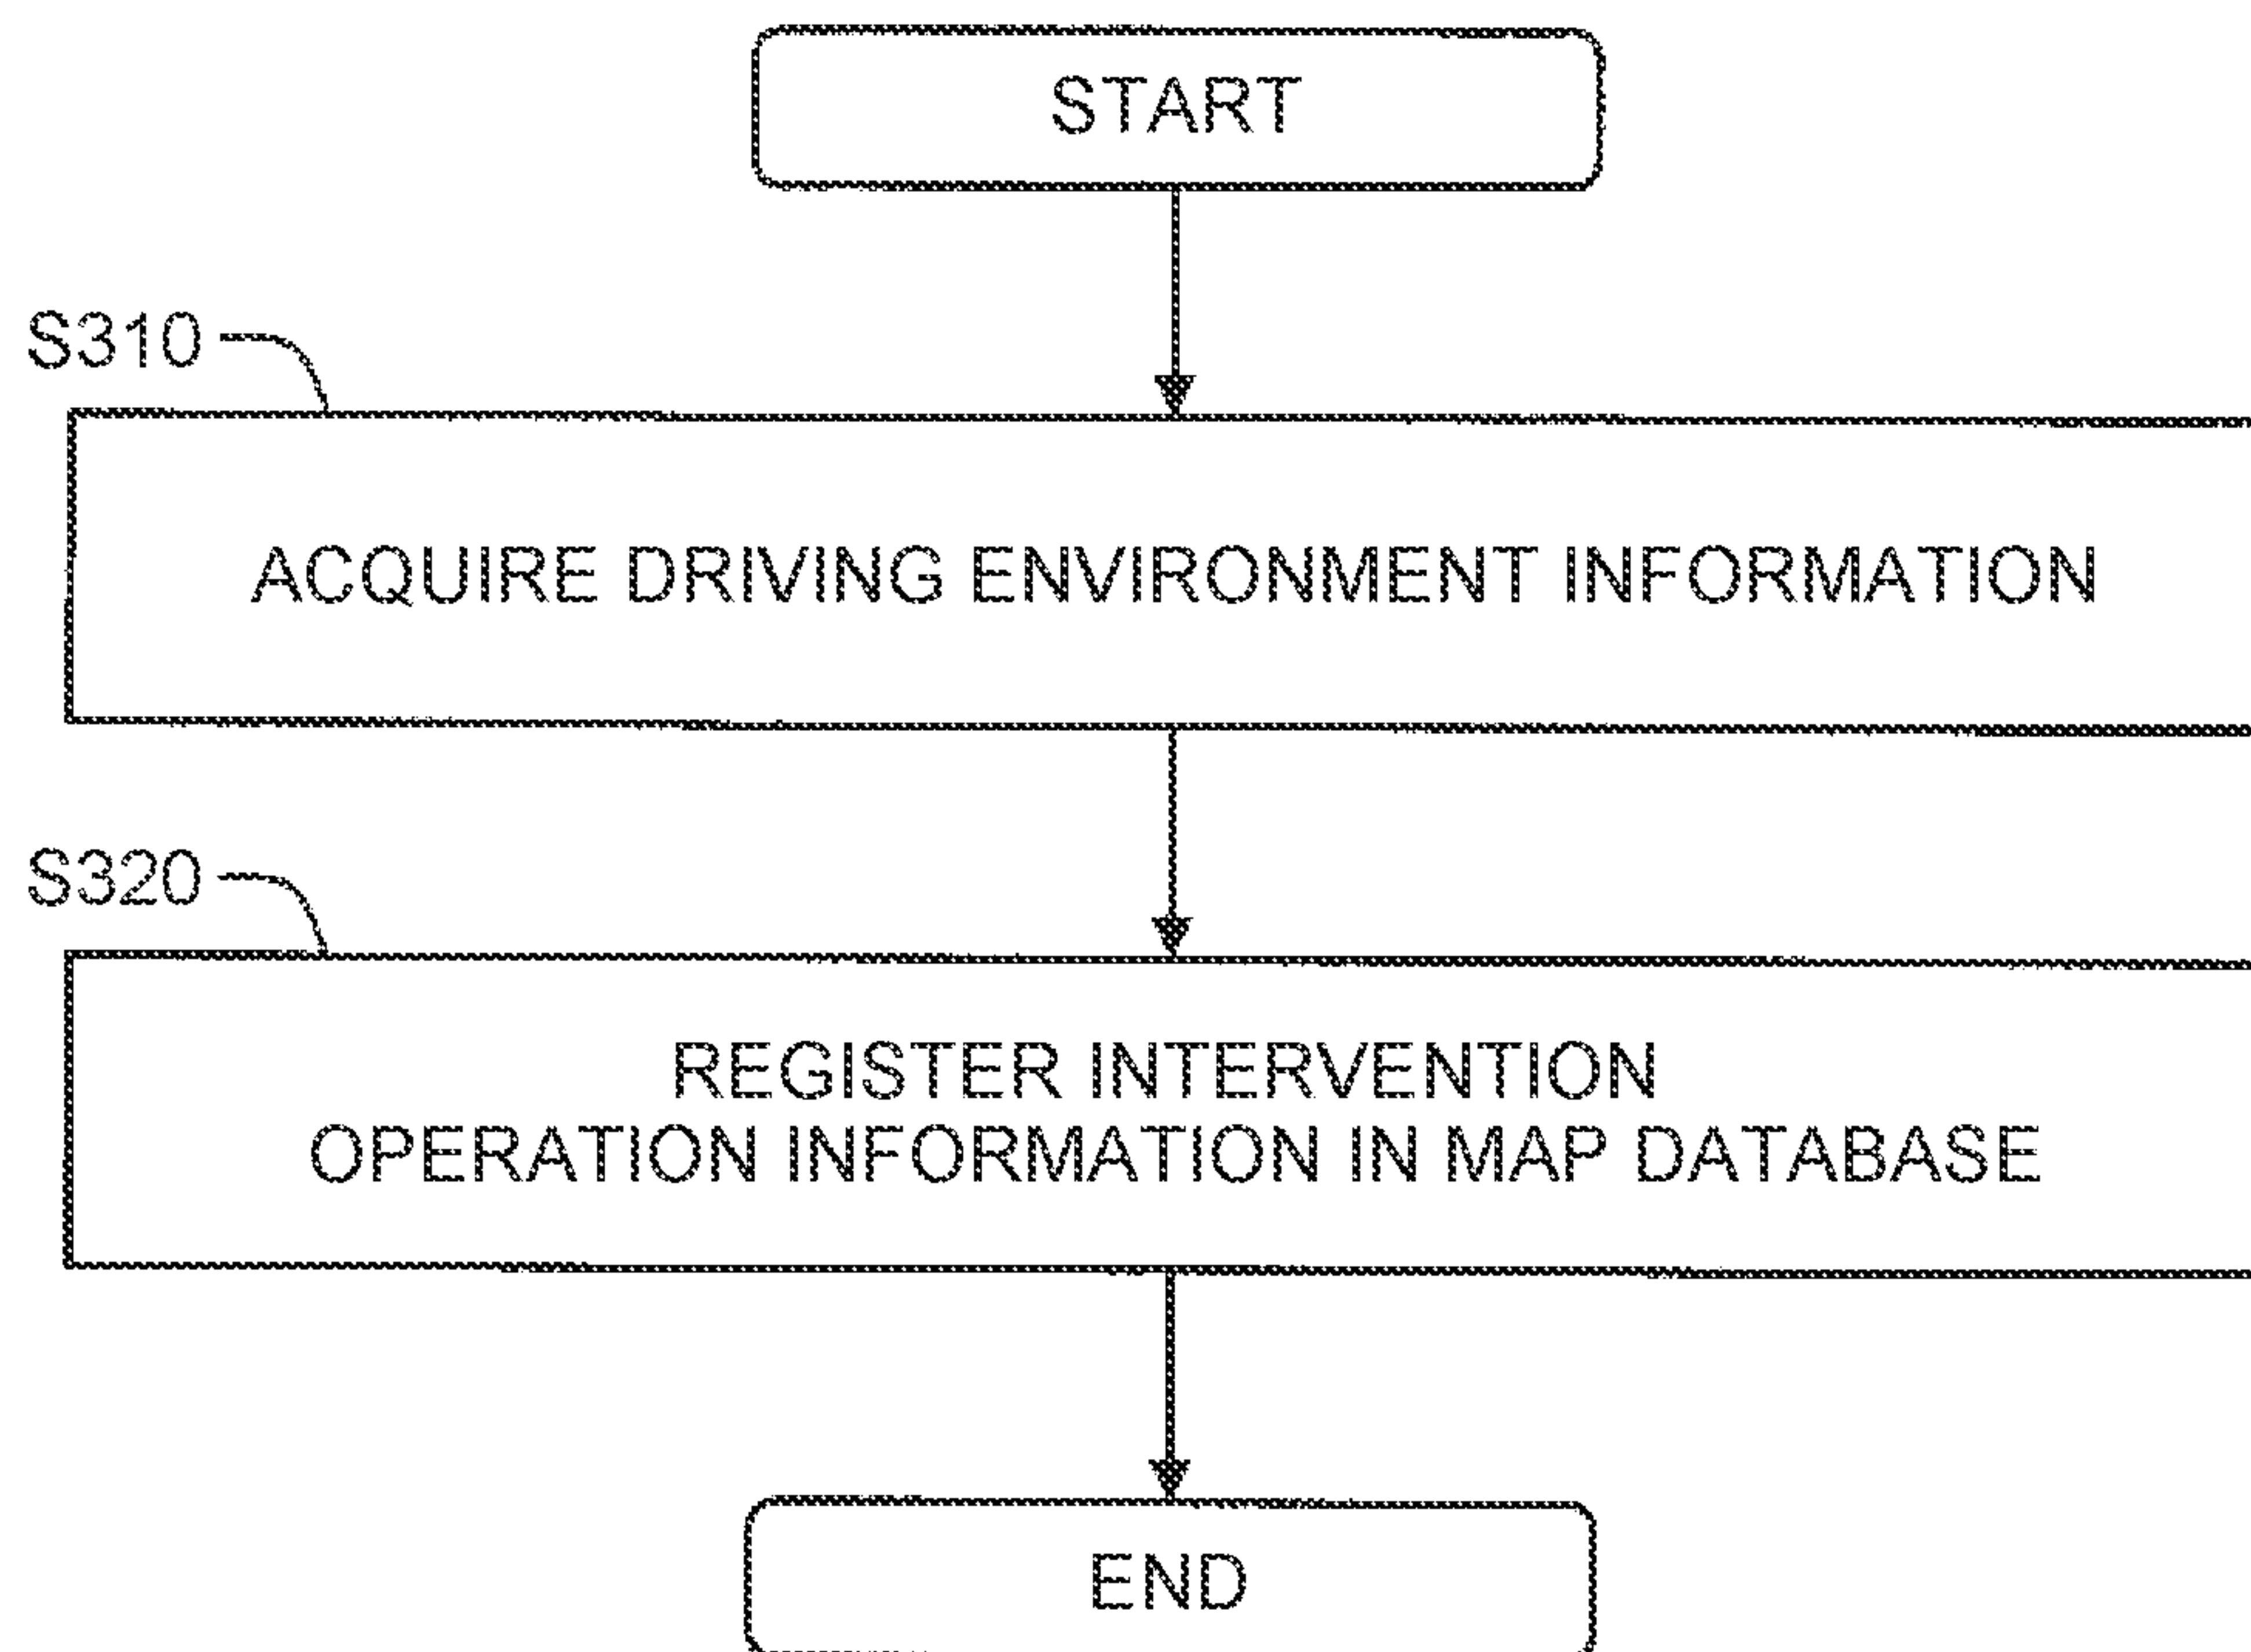 START
S310
ACQUIRE DRIVING ENVIRONMENT INFORMATION
S320
REGISTER INTERVENTION
OPERATION INFORMATION IN MAP DATABASE
END